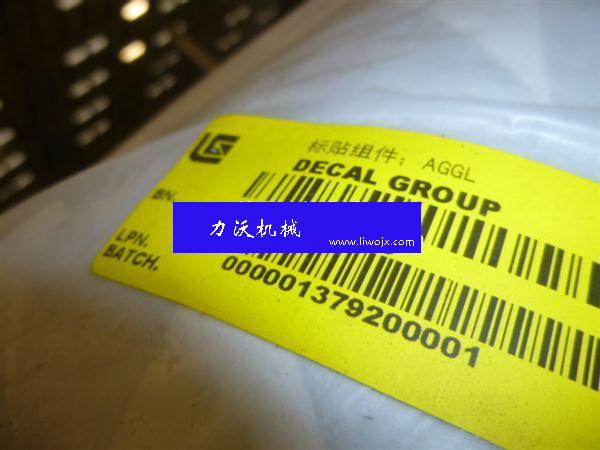 标贴组件：AGGL
DECAL GROUP
BN.
力沃机械
www.liwojx.com
LPN.
BATCH.
000001379200001